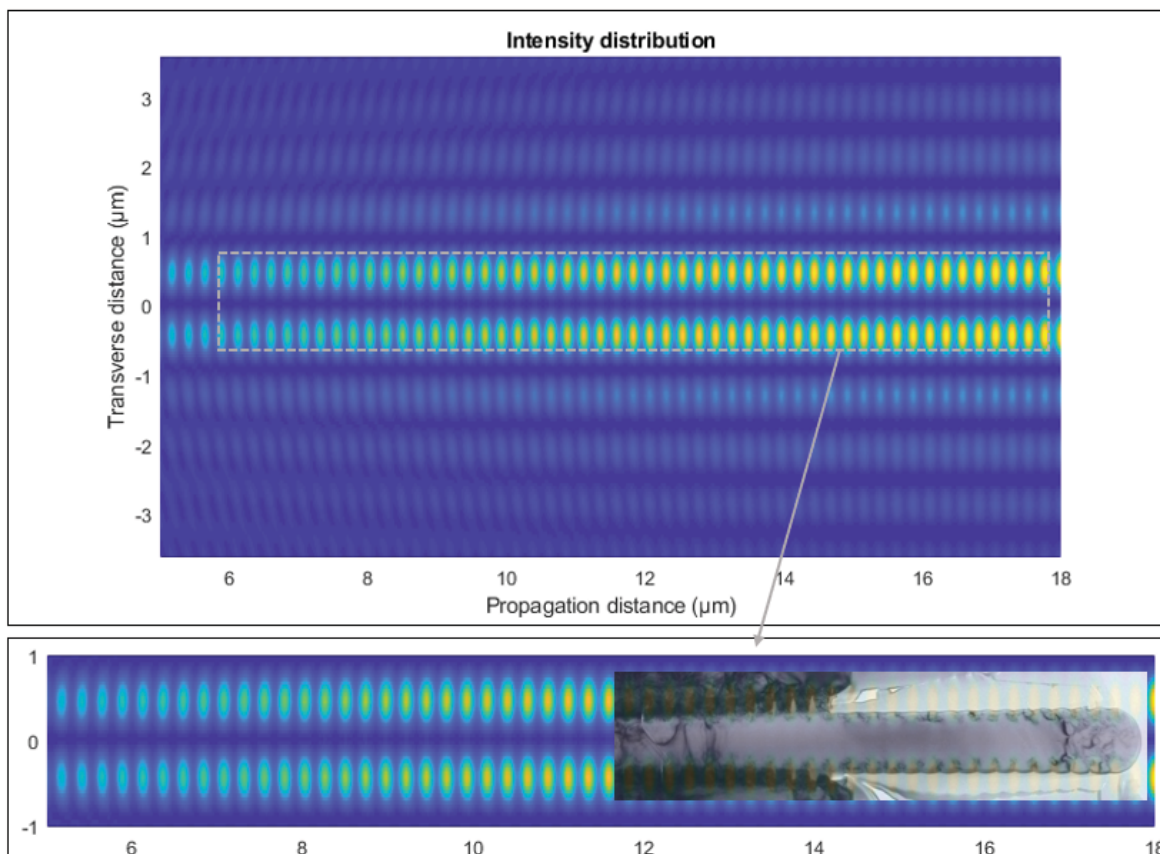 Intensity distribution
3
2
1
0
-1
-2
-3
Transverse distance (µm)
6 8 10 12 14 16 18
Propagation distance (µm)
1
0
-1
6 8 10 12 14 16 18